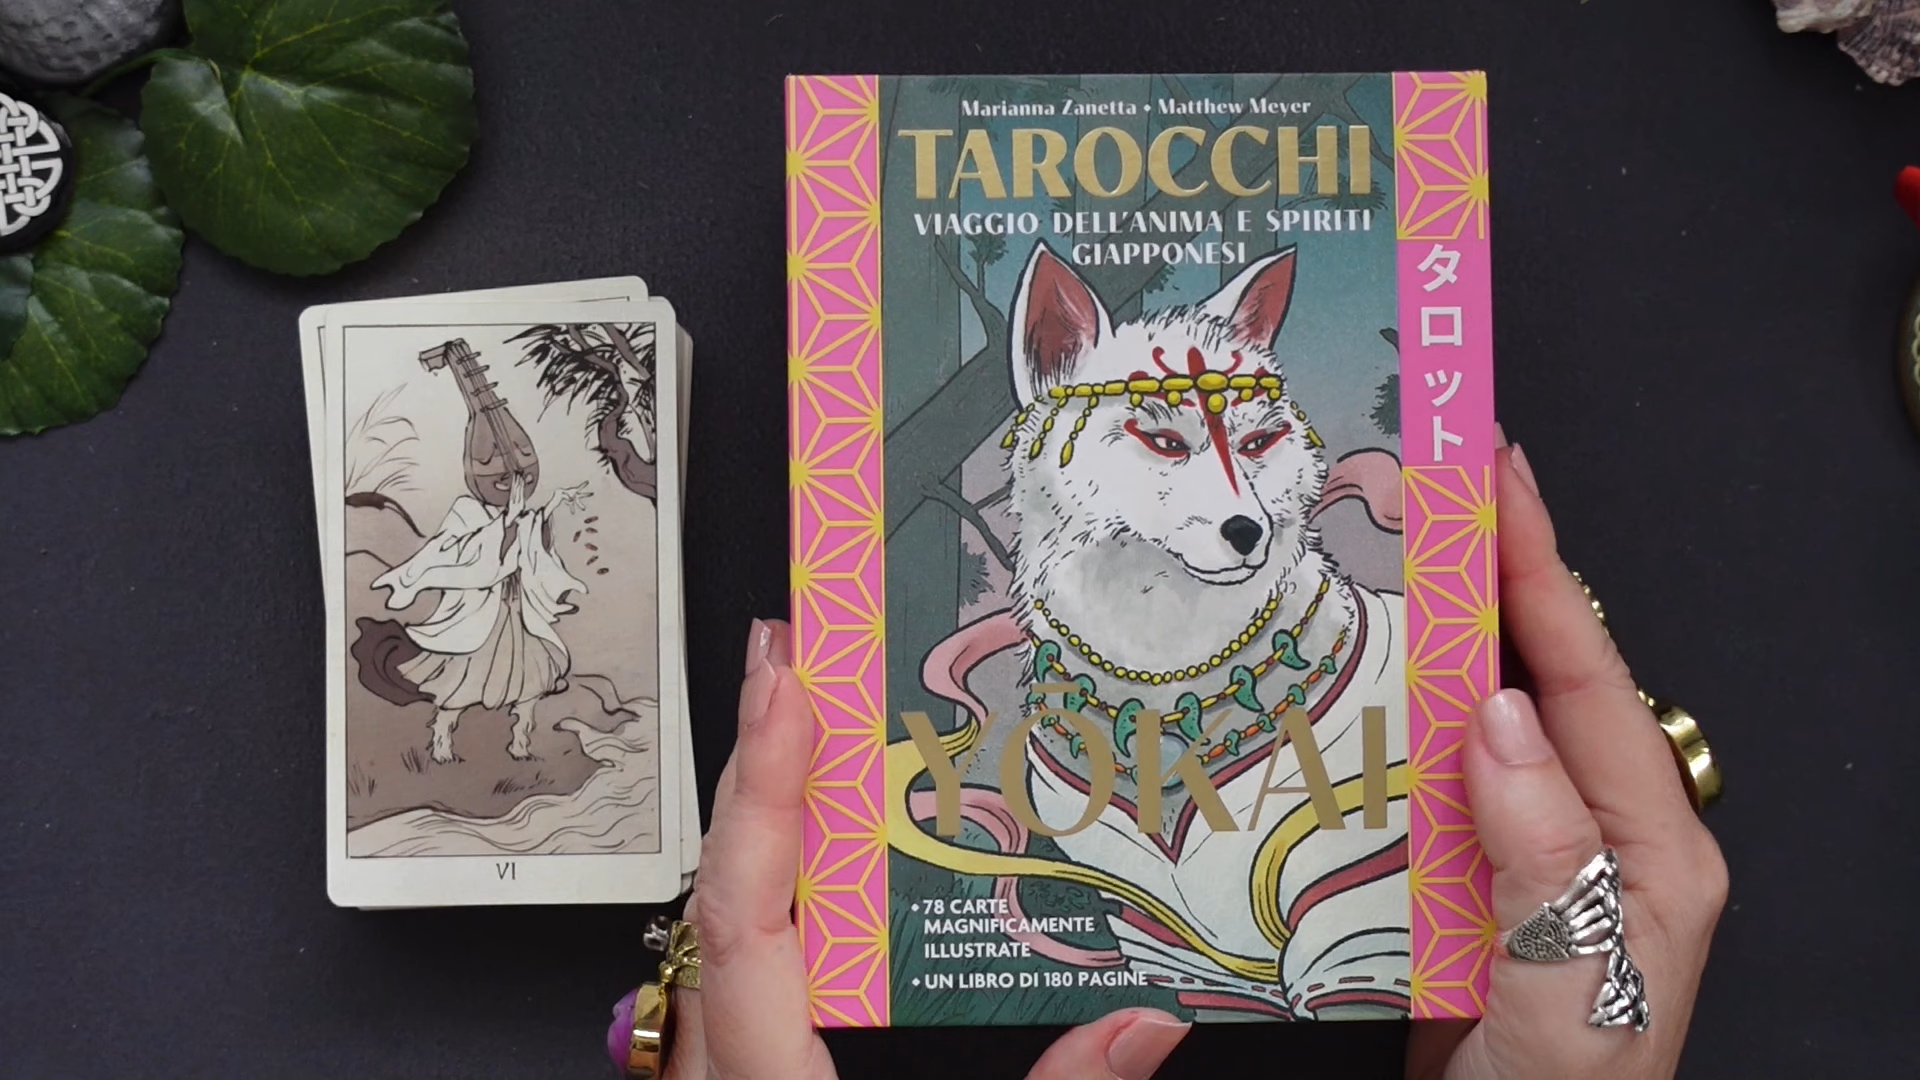 Marianna Zanetta • Matthew Meyer
TAROCCHI
VIAGGIO DELL'ANIMA E SPIRITI
GIAPPONESI
タロット
YŌKAI
• 78 CARTE
MAGNIFICAMENTE
ILLUSTRATE
• UN LIBRO DI 180 PAGINE
VI